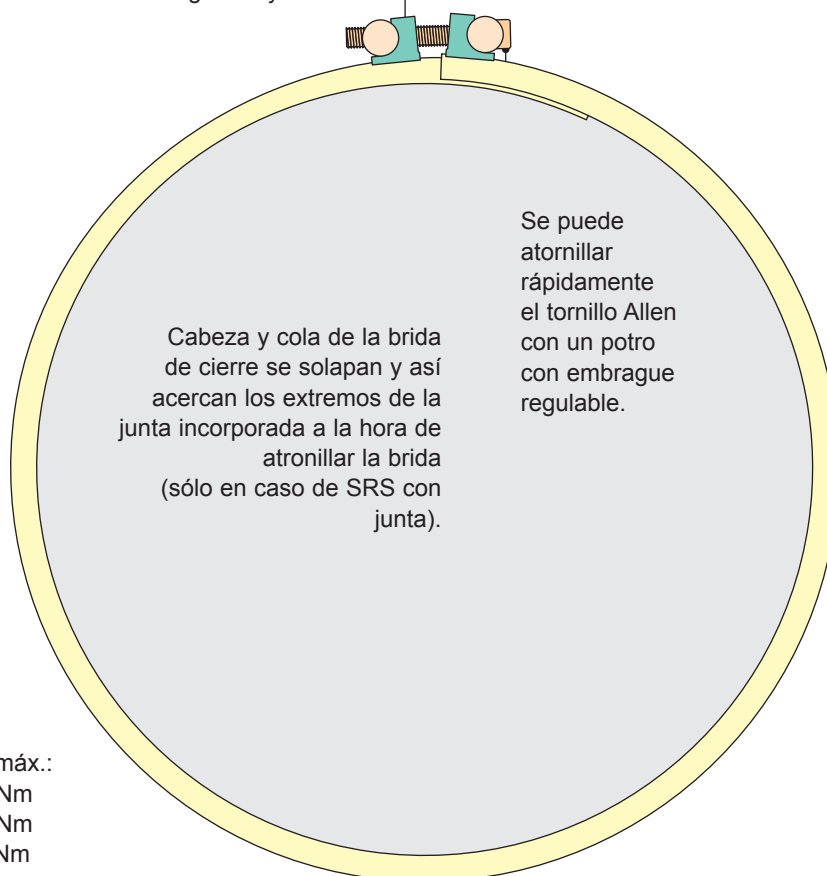 Se puede
atornillar
rápidamente
el tornillo Allen
con un potro
con embrague
regulable.
Cabeza y cola de la brida
de cierre se solapan y así
acercan los extremos de la
junta incorporada a la hora de
atronillar la brida
(sólo en caso de SRS con
junta).
máx.:
Nm
Nm
Nm